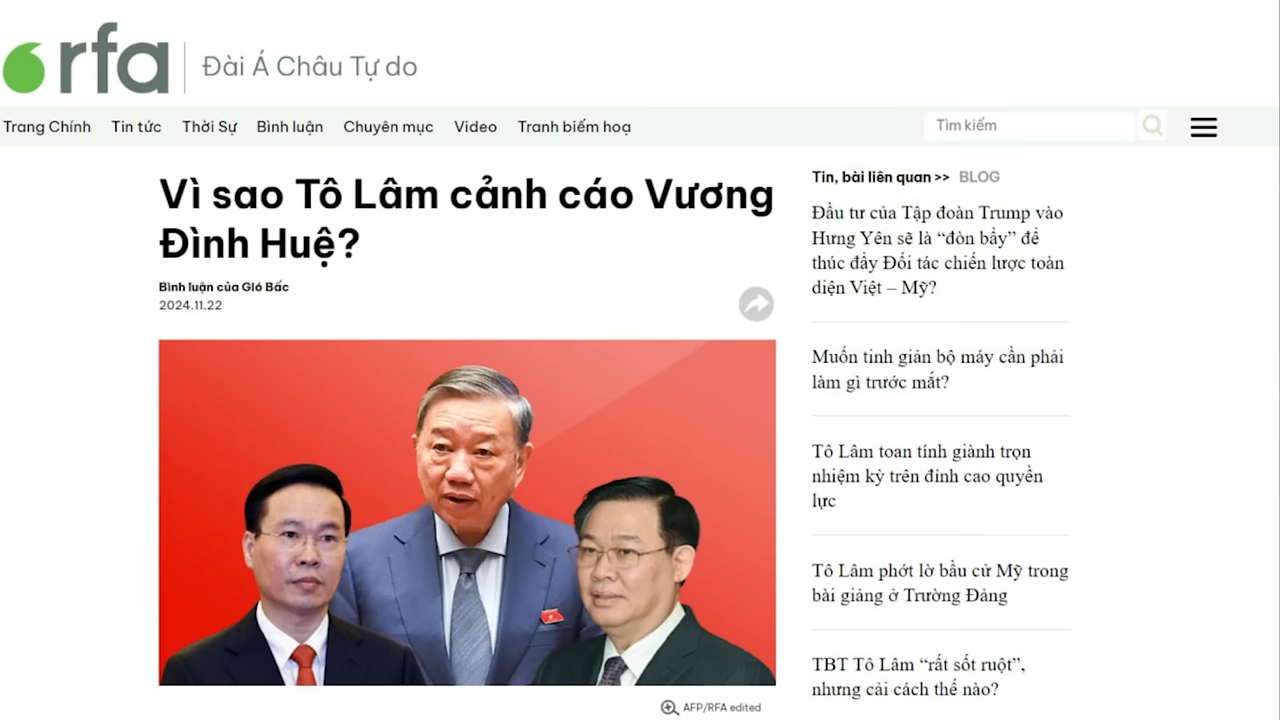 rfa Đài Á Châu Tự do
Trang Chính Tin tức Thời Sự Bình luận Chuyên mục Video Tranh biếm hoạ Tìm kiếm
Vì sao Tô Lâm cảnh cáo Vương
Đình Huệ?
Bình luận của Gió Bấc
2024.11.22
AFP/RFA edited
Tin, bài liên quan >> BLOG
Đầu tư của Tập đoàn Trump vào
Hưng Yên sẽ là “đòn bẩy” để
thúc đẩy Đối tác chiến lược toàn
diện Việt – Mỹ?
Muốn tinh giản bộ máy cần phải
làm gì trước mắt?
Tô Lâm toan tính giành trọn
nhiệm kỳ trên đỉnh cao quyền
lực
Tô Lâm phớt lờ bầu cử Mỹ trong
bài giảng ở Trường Đảng
TBT Tô Lâm “rất sốt ruột”,
nhưng cải cách thế nào?